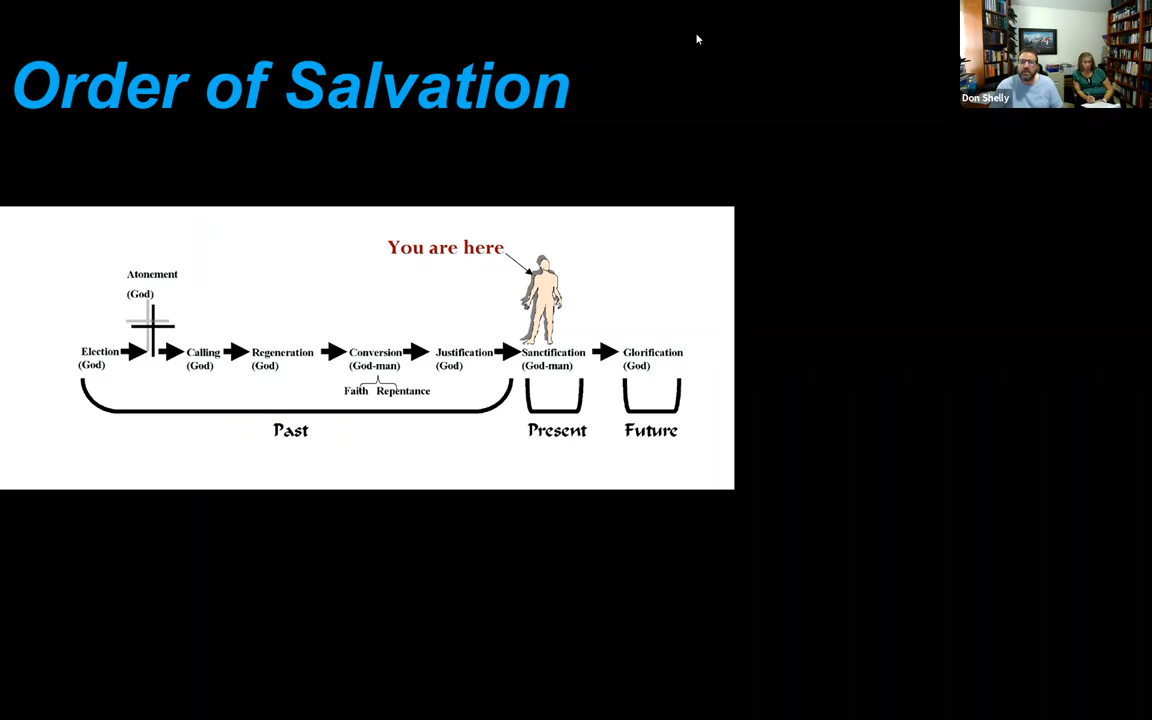 Order of Salvation
Don Shelly
You are here
Atonement
(God)
Election Calling Regeneration Conversion Justification Sanctification Glorification
(God) (God) (God) (God-man) (God) (God-man) (God)
Faith Repentance
Past Present Future